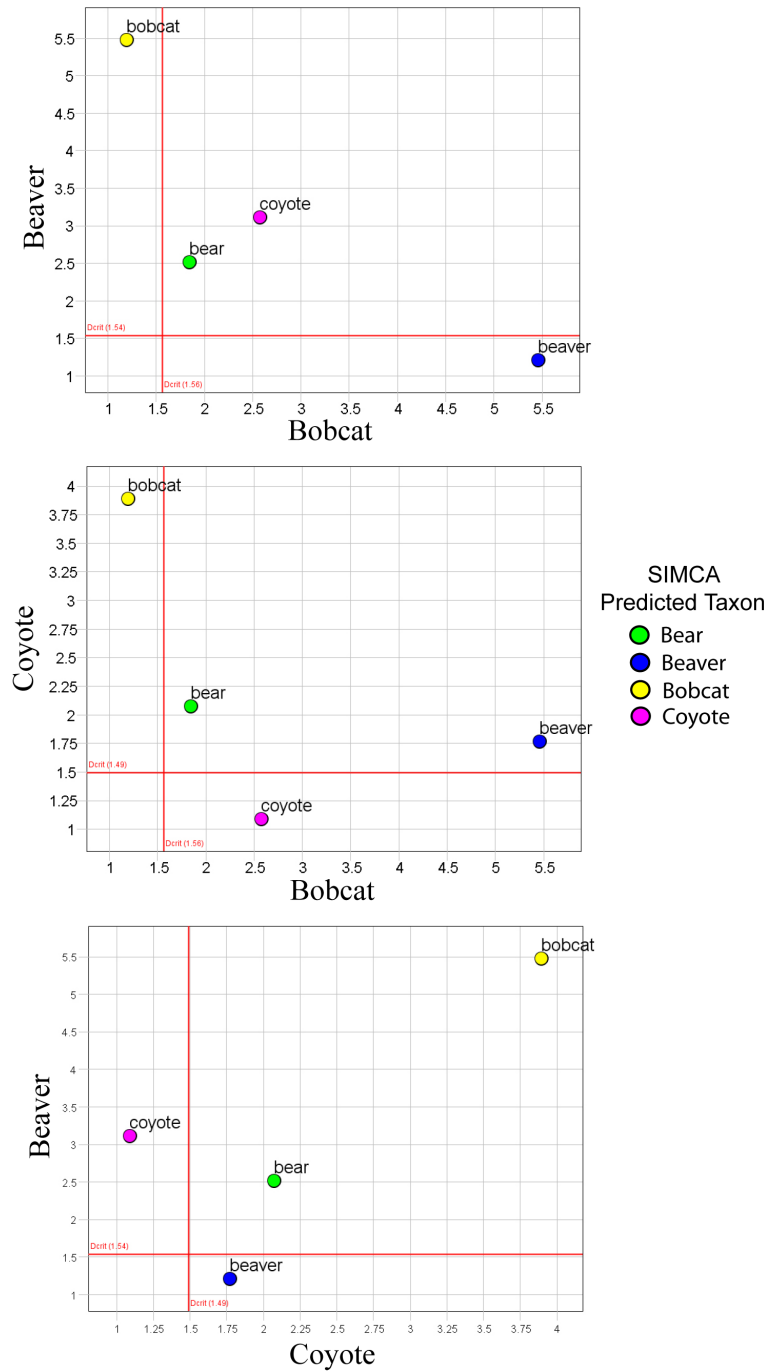 bobcat
5.5
5
4.5
4
coyote
3.5
3
bear
2.5
2
Dcrit (1.54)
1.5
beaver
1
Dcrit (1.56)
Beaver
1 1.5 2 2.5 3 3.5 4 4.5 5 5.5
Bobcat
4
bobcat
3.75
3.5
3.25
3
2.75
2.5
2.25
bear
2
beaver
1.75
Dcrit (1.49)
1.5
1.25
coyote
1
Dcrit (1.56)
Coyote
1 1.5 2 2.5 3 3.5 4 4.5 5 5.5
Bobcat
SIMCA
Predicted Taxon
Bear
Beaver
Bobcat
Coyote
bobcat
5.5
5
4.5
4
3.5
coyote
3
bear
2.5
2
Dcrit (1.54)
1.5
beaver
1
Dcrit (1.49)
Beaver
1 1.25 1.5 1.75 2 2.25 2.5 2.75 3 3.25 3.5 3.75 4
Coyote